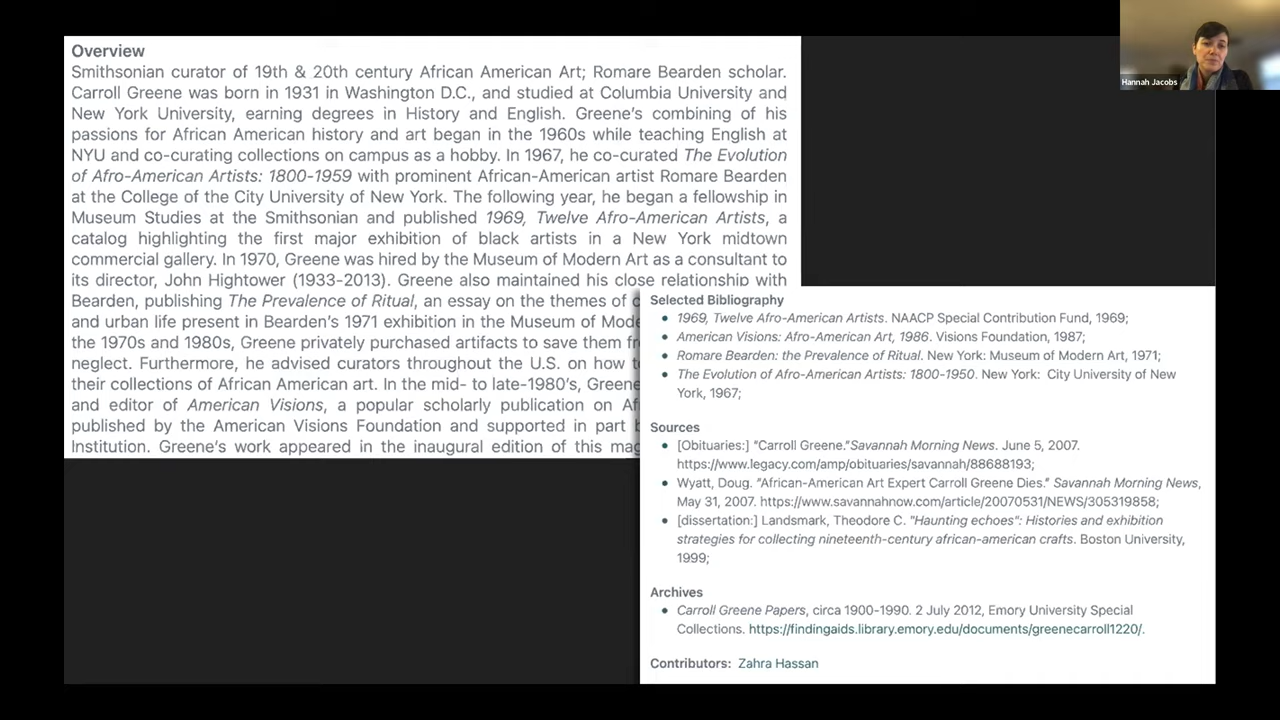 Overview
Smithsonian curator of 19th & 20th century African American Art; Romare Bearden scholar.
Carroll Greene was born in 1931 in Washington D.C., and studied at Columbia University and
New York University, earning degrees in History and English. Greene's combining of his
passions for African American history and art began in the 1960s while teaching English at
NYU and co-curating collections on campus as a hobby. In 1967, he co-curated The Evolution
of Afro-American Artists: 1800-1959 with prominent African-American artist Romare Bearden
at the College of the City University of New York. The following year, he began a fellowship in
Museum Studies at the Smithsonian and published 1969, Twelve Afro-American Artists, a
catalog highlighting the first major exhibition of black artists in a New York midtown
commercial gallery. In 1970, Greene was hired by the Museum of Modern Art as a consultant to
its director, John Hightower (1933-2013). Greene also maintained his close relationship with
Bearden, publishing The Prevalence of Ritual, an essay on the themes of
and urban life present in Bearden's 1971 exhibition in the Museum of
the 1970s and 1980s, Greene privately purchased artifacts to save them
neglect. Furthermore, he advised curators throughout the U.S. on how
their collections of African American art. In the mid- to late-1980's, Greene
and editor of American Visions, a popular scholarly publication on
published by the American Visions Foundation and supported in part
Institution. Greene's work appeared in the inaugural edition of this
Selected Bibliography
1969, Twelve Afro-American Artists. NAACP Special Contribution Fund, 1969;
American Visions: Afro-American Art, 1986. Visions Foundation, 1987;
Romare Bearden: the Prevalence of Ritual. New York: Museum of Modern Art, 1971;
The Evolution of Afro-American Artists: 1800-1950. New York: City University of New
York, 1967;
Sources
[Obituaries:] "Carroll Greene."Savannah Morning News. June 5, 2007.
https://www.legacy.com/amp/obituaries/savannah/88688193;
Wyatt, Doug. "African-American Art Expert Carroll Greene Dies." Savannah Morning News,
May 31, 2007. https://www.savannahnow.com/article/20070531/NEWS/305319858;
[dissertation:] Landsmark, Theodore C. "Haunting echoes": Histories and exhibition
strategies for collecting nineteenth-century african-american crafts. Boston University,
1999;
Archives
Carroll Greene Papers, circa 1900-1990. 2 July 2012, Emory University Special
Collections. https://findingaids.library.emory.edu/documents/greenecarroll1220/.
Contributors: Zahra Hassan
Hannah Jacobs